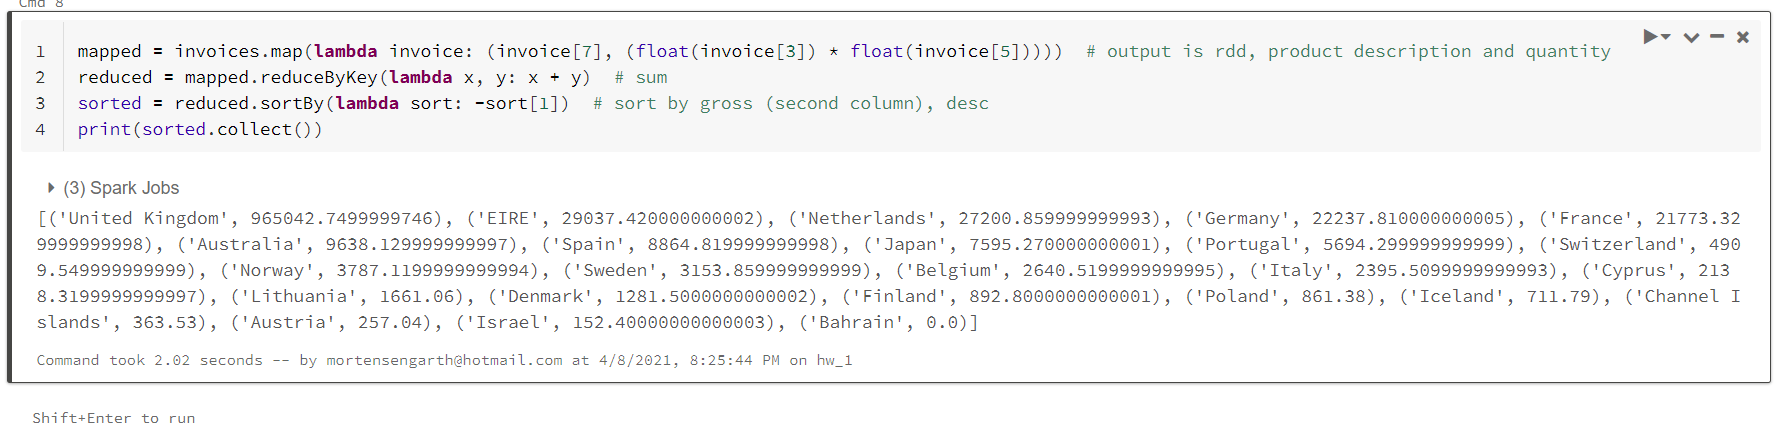 Cmd 8
1 mapped = invoices.map(lambda invoice: (invoice[7], (float(invoice[3]) * float(invoice[5]))))  # output is rdd, product description and quantity
2 reduced = mapped.reduceByKey(lambda x, y: x + y)  # sum
3 sorted = reduced.sortBy(lambda sort: -sort[1])  # sort by gross (second column), desc
4 print(sorted.collect())
(3) Spark Jobs
[('United Kingdom', 965042.7499999746), ('EIRE', 29037.420000000002), ('Netherlands', 27200.859999999993), ('Germany', 22237.810000000005), ('France', 21773.32
9999999998), ('Australia', 9638.129999999997), ('Spain', 8864.819999999998), ('Japan', 7595.270000000001), ('Portugal', 5694.299999999999), ('Switzerland', 490
9.549999999999), ('Norway', 3787.1199999999994), ('Sweden', 3153.859999999999), ('Belgium', 2640.5199999999995), ('Italy', 2395.5099999999993), ('Cyprus', 213
8.3199999999997), ('Lithuania', 1661.06), ('Denmark', 1281.5000000000002), ('Finland', 892.8000000000001), ('Poland', 861.38), ('Iceland', 711.79), ('Channel I
slands', 363.53), ('Austria', 257.04), ('Israel', 152.40000000000003), ('Bahrain', 0.0)]
Command took 2.02 seconds -- by mortensengarth@hotmail.com at 4/8/2021, 8:25:44 PM on hw_1
Shift+Enter to run